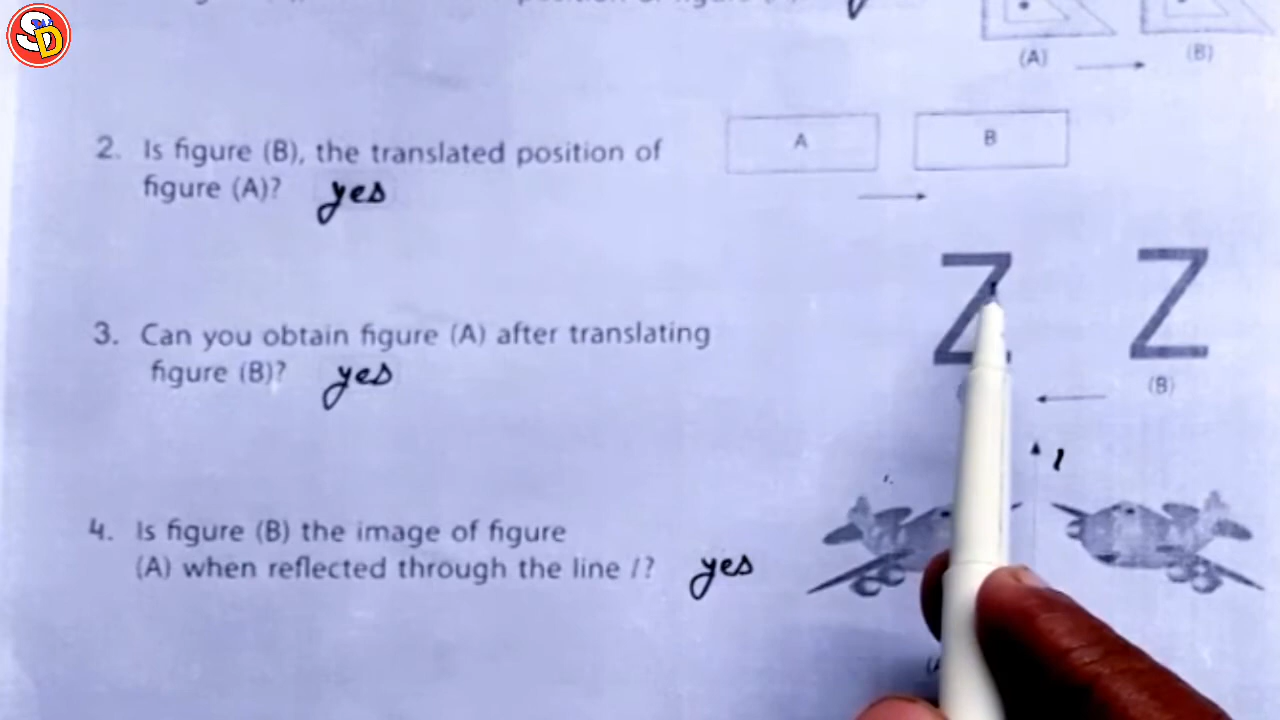 SD
(A) (B)
2. Is figure (B), the translated position of
figure (A)? yes
A B
Z Z
3. Can you obtain figure (A) after translating
figure (B)? yes
(B)
l
4. Is figure (B) the image of figure
(A) when reflected through the line l? yes